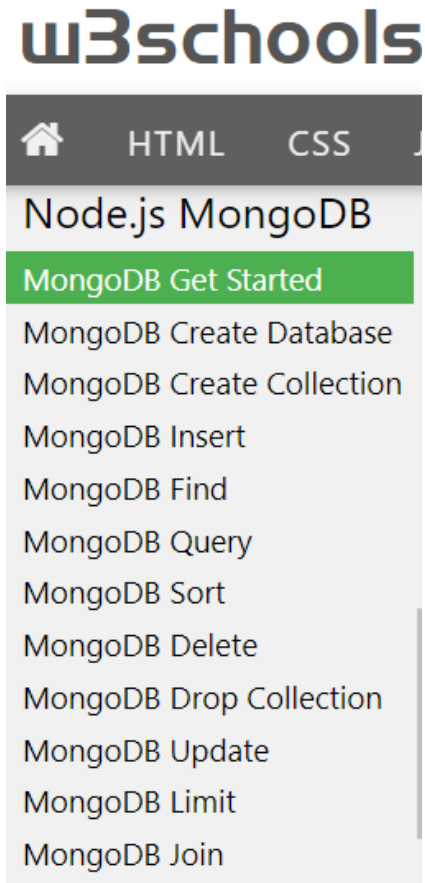 w3schools
HTML CSS
Node.js MongoDB
MongoDB Get Started
MongoDB Create Database
MongoDB Create Collection
MongoDB Insert
MongoDB Find
MongoDB Query
MongoDB Sort
MongoDB Delete
MongoDB Drop Collection
MongoDB Update
MongoDB Limit
MongoDB Join